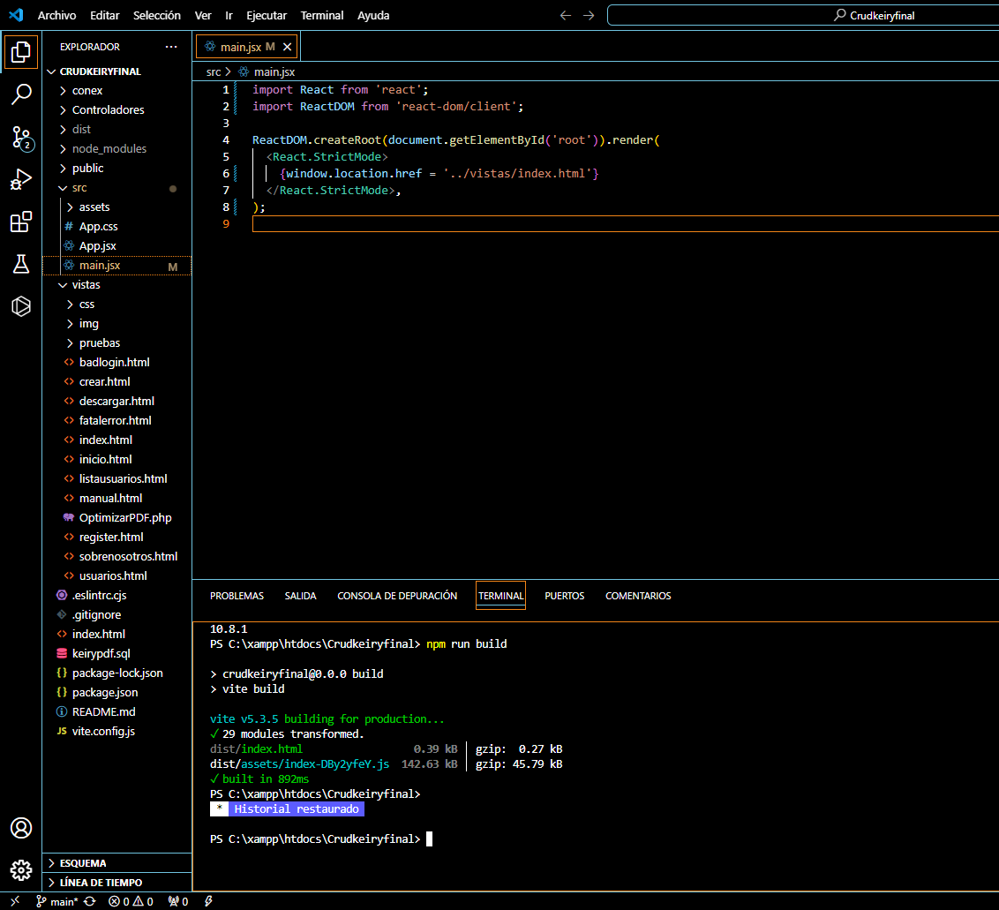 Archivo Editar Selección Ver Ir Ejecutar Terminal Ayuda
Crudkeiryfinal
EXPLORADOR
CRUDKEIRYFINAL
conex
Controladores
dist
node_modules
public
src
assets
# App.css
App.jsx
main.jsx M
vistas
css
img
pruebas
badlogin.html
crear.html
descargar.html
fatalerror.html
index.html
inicio.html
listausuarios.html
manual.html
OptimizarPDF.php
register.html
sobrenosotros.html
usuarios.html
.eslintrc.cjs
.gitignore
index.html
keirypdf.sql
{} package-lock.json
{} package.json
README.md
JS vite.config.js
ESQUEMA
LÍNEA DE TIEMPO
2
main.jsx M
src > main.jsx
1 import React from 'react';
2 import ReactDOM from 'react-dom/client';
3
4 ReactDOM.createRoot(document.getElementById('root')).render(
5 <React.StrictMode>
6 {window.location.href = '../vistas/index.html'}
7 </React.StrictMode>,
8 );
9
PROBLEMAS SALIDA CONSOLA DE DEPURACIÓN TERMINAL PUERTOS COMENTARIOS
10.8.1
PS C:\xampp\htdocs\Crudkeiryfinal> npm run build
> crudkeiryfinal@0.0.0 build
> vite build
vite v5.3.5 building for production...
✓ 29 modules transformed.
dist/index.html 0.39 kB │ gzip: 0.27 kB
dist/assets/index-DBy2yfeY.js 142.63 kB │ gzip: 45.79 kB
✓ built in 892ms
PS C:\xampp\htdocs\Crudkeiryfinal>
* Historial restaurado
PS C:\xampp\htdocs\Crudkeiryfinal>
main* 0 0 0